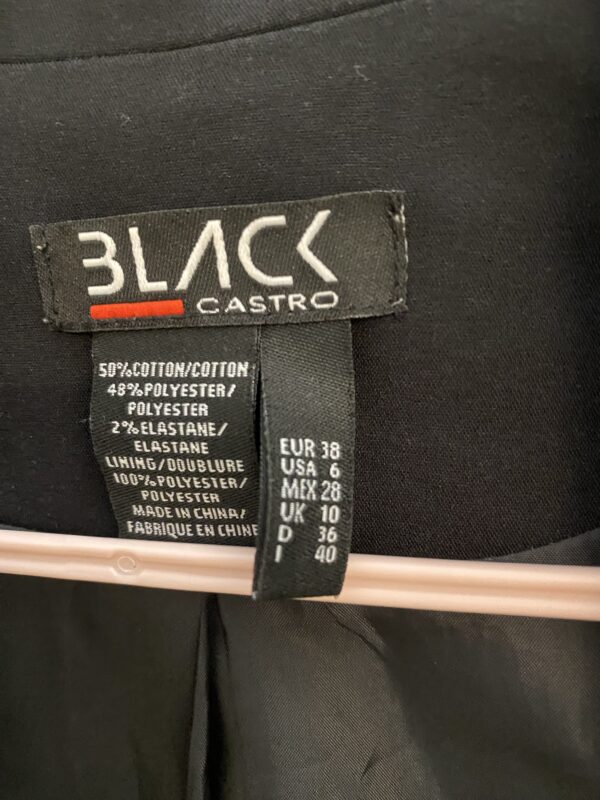 BLACK
CASTRO
50%COTTON/COTTON
48%POLYESTER/
POLYESTER
2%ELASTANE/
ELASTANE
LINING/DOUBLURE
100%POLYESTER/
POLYESTER
MADE IN CHINA/
FABRIQUE EN CHINE
EUR 38
USA 6
MEX 28
UK 10
D 36
I 40